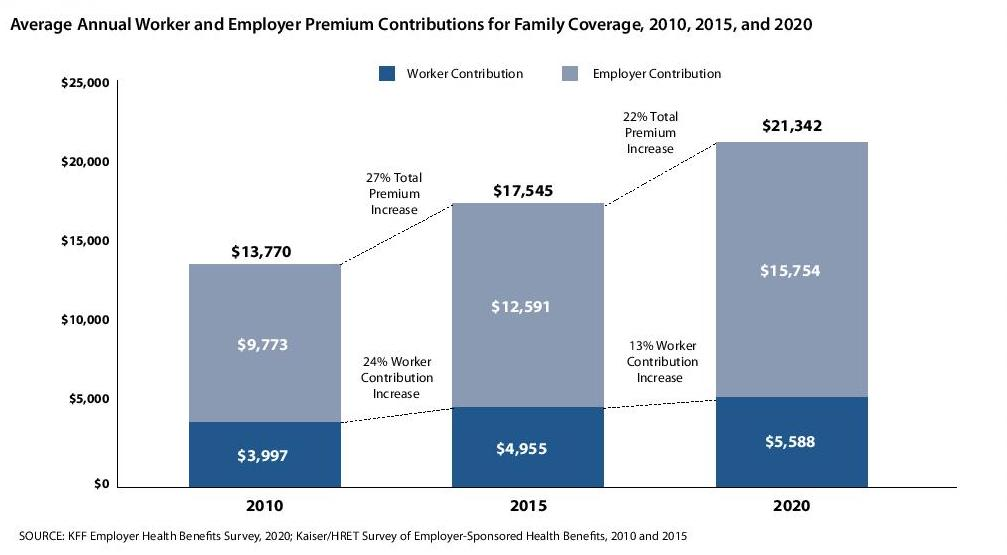 Average Annual Worker and Employer Premium Contributions for Family Coverage, 2010, 2015, and 2020
Worker Contribution
Employer Contribution
$25,000
$20,000
$15,000
$10,000
$5,000
$0
$13,770
$9,773
$3,997
27% Total
Premium
Increase
24% Worker
Contribution
Increase
$17,545
$12,591
$4,955
22% Total
Premium
Increase
13% Worker
Contribution
Increase
$21,342
$15,754
$5,588
2010
2015
2020
SOURCE: KFF Employer Health Benefits Survey, 2020; Kaiser/HRET Survey of Employer-Sponsored Health Benefits, 2010 and 2015